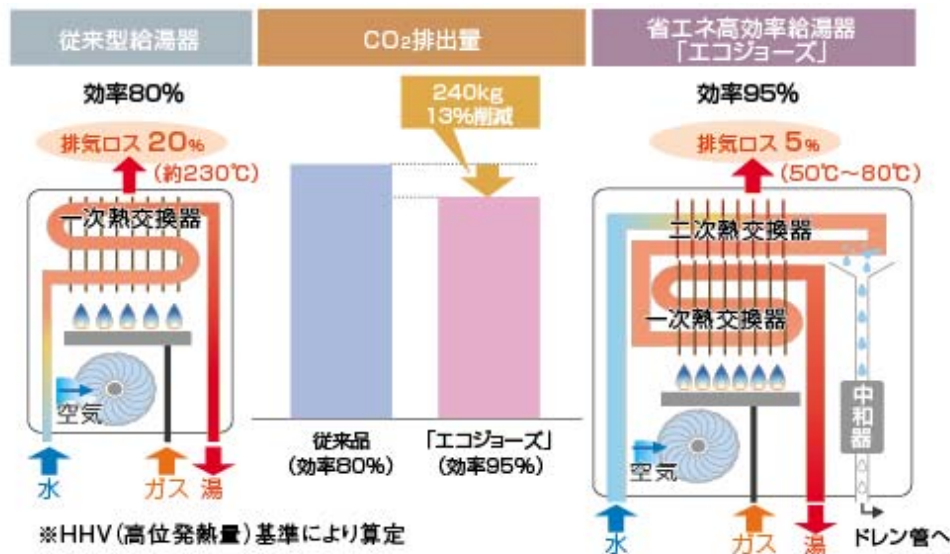 従来型給湯器
効率80%
排気ロス 20%
(約230℃)
一次熱交換器
空気
水
ガス
湯
CO₂排出量
240kg
13%削減
従来品
(効率80%)
「エコジョーズ」
(効率95%)
省エネ高効率給湯器
「エコジョーズ」
効率95%
排気ロス 5%
(50℃〜80℃)
二次熱交換器
一次熱交換器
中和器
空気
水
ガス
湯
ドレン管へ
※HHV(高位発熱量)基準により算定